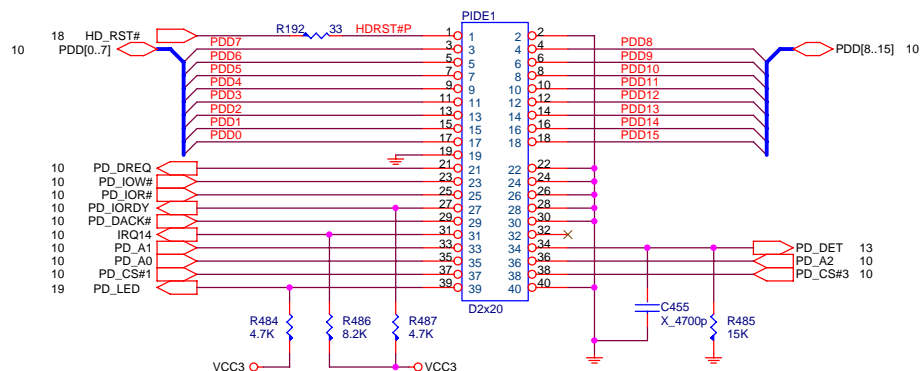 PIDE1
18 HD_RST# R192 33 HDRST#P 1 1 2 2
10 PDD[0..7] PDD7 3 3 4 4 PDD8 PDD[8..15] 10
PDD6 5 5 6 6 PDD9
PDD5 7 7 8 8 PDD10
PDD4 9 9 10 10 PDD11
PDD3 11 11 12 12 PDD12
PDD2 13 13 14 14 PDD13
PDD1 15 15 16 16 PDD14
PDD0 17 17 18 18 PDD15
19 19
10 PD_DREQ 21 21 22 22
10 PD_IOW# 23 23 24 24
10 PD_IOR# 25 25 26 26
10 PD_IORDY 27 27 28 28
10 PD_DACK# 29 29 30 30
10 IRQ14 31 31 32 32
10 PD_A1 33 33 34 34 PD_DET 13
10 PD_A0 35 35 36 36 PD_A2 10
10 PD_CS#1 37 37 38 38 PD_CS#3 10
19 PD_LED 39 39 40 40
D2x20
R484 R486 R487 C455 R485
4.7K 8.2K 4.7K X_4700p 15K
VCC3 VCC3